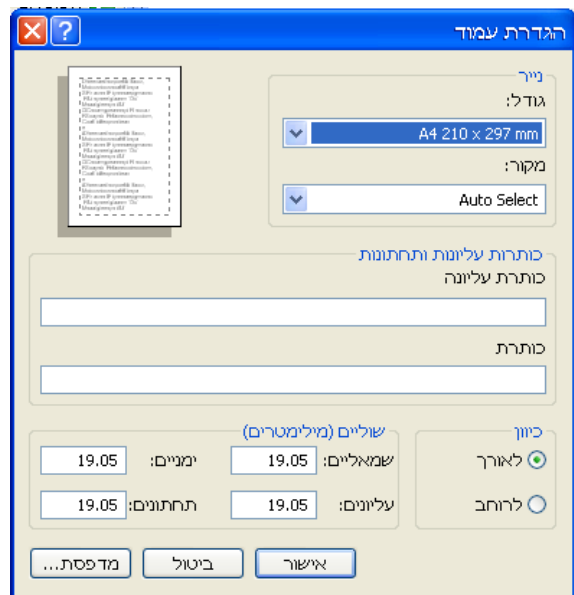 הגדרת עמוד
נייר
גודל:
A4 210 x 297 mm
מקור:
Auto Select
כותרות עליונות ותחתונות
כותרת עליונה
כותרת
כיוון
לאורך
לרוחב
שוליים (מילימטרים)
שמאליים: 19.05 ימניים: 19.05
עליונים: 19.05 תחתונים: 19.05
אישור ביטול מדפסת...